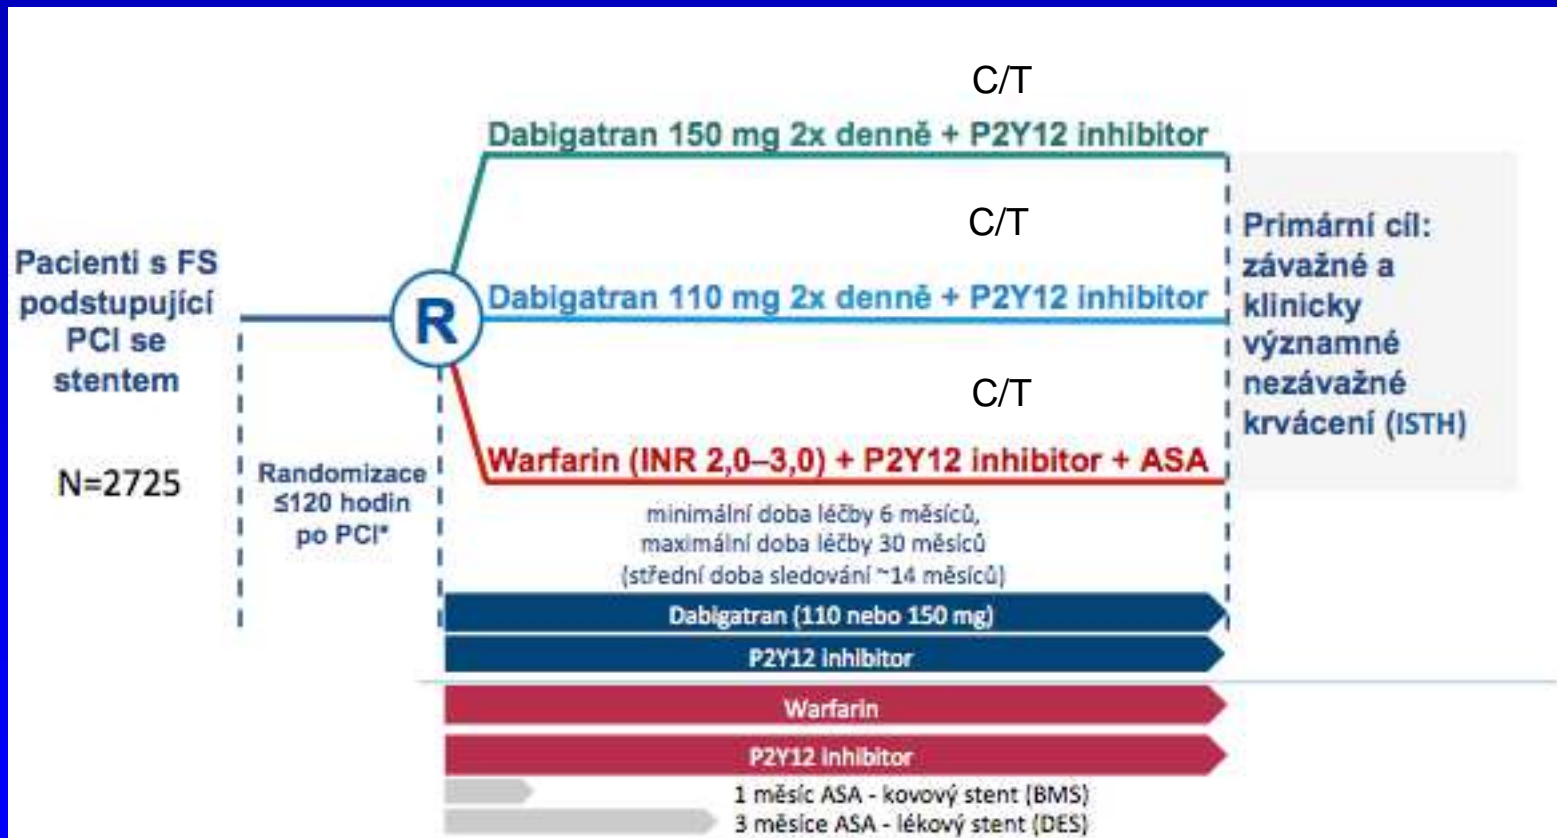 C/T
Dabigatran 150 mg 2x denně + P2Y12 inhibitor
C/T
Dabigatran 110 mg 2x denně + P2Y12 inhibitor
C/T
Warfarin (INR 2,0–3,0) + P2Y12 inhibitor + ASA
Pacienti s FS
podstupující
PCI se
stentem
N=2725
R
Randomizace
≤120 hodin
po PCI*
Primární cíl:
závažné a
klinicky
významné
nezávažné
krvácení (ISTH)
minimální doba léčby 6 měsíců,
maximální doba léčby 30 měsíců
(střední doba sledování ~14 měsíců)
Dabigatran (110 nebo 150 mg)
P2Y12 inhibitor
Warfarin
P2Y12 inhibitor
1 měsíc ASA - kovový stent (BMS)
3 měsíce ASA - lékový stent (DES)